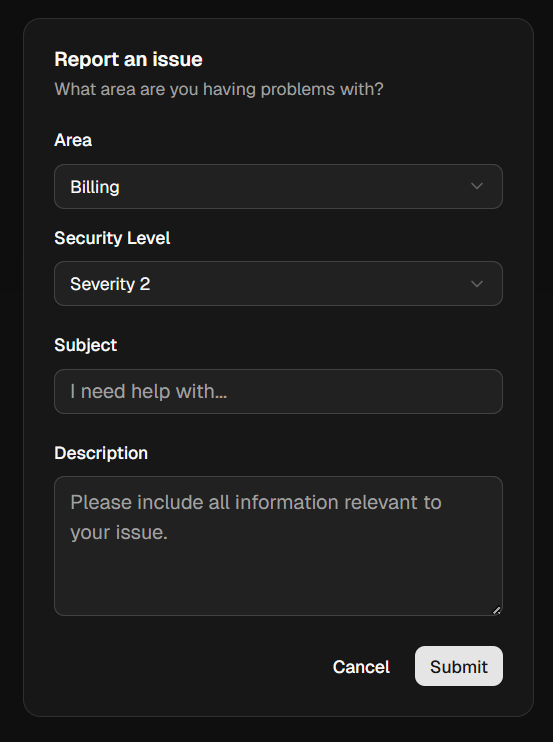 Report an issue
What area are you having problems with?
Area
Billing
Security Level
Severity 2
Subject
I need help with...
Description
Please include all information relevant to
your issue.
Cancel
Submit